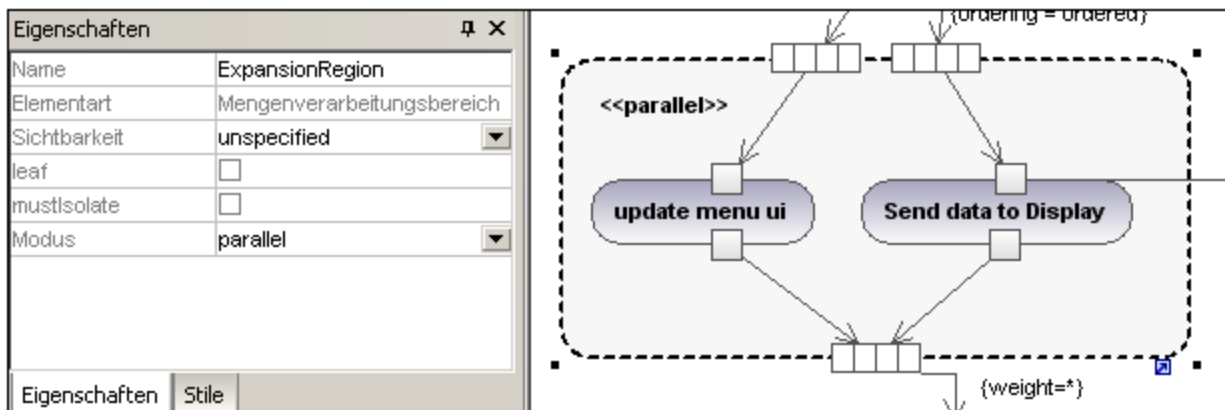 Eigenschaften
Name ExpansionRegion
Elementart Mengenverarbeitungsbereich
Sichtbarkeit unspecified
leaf
mustIsolate
Modus parallel
Eigenschaften Stile
{ordering = ordered}
<<parallel>>
update menu ui
Send data to Display
{weight=*}